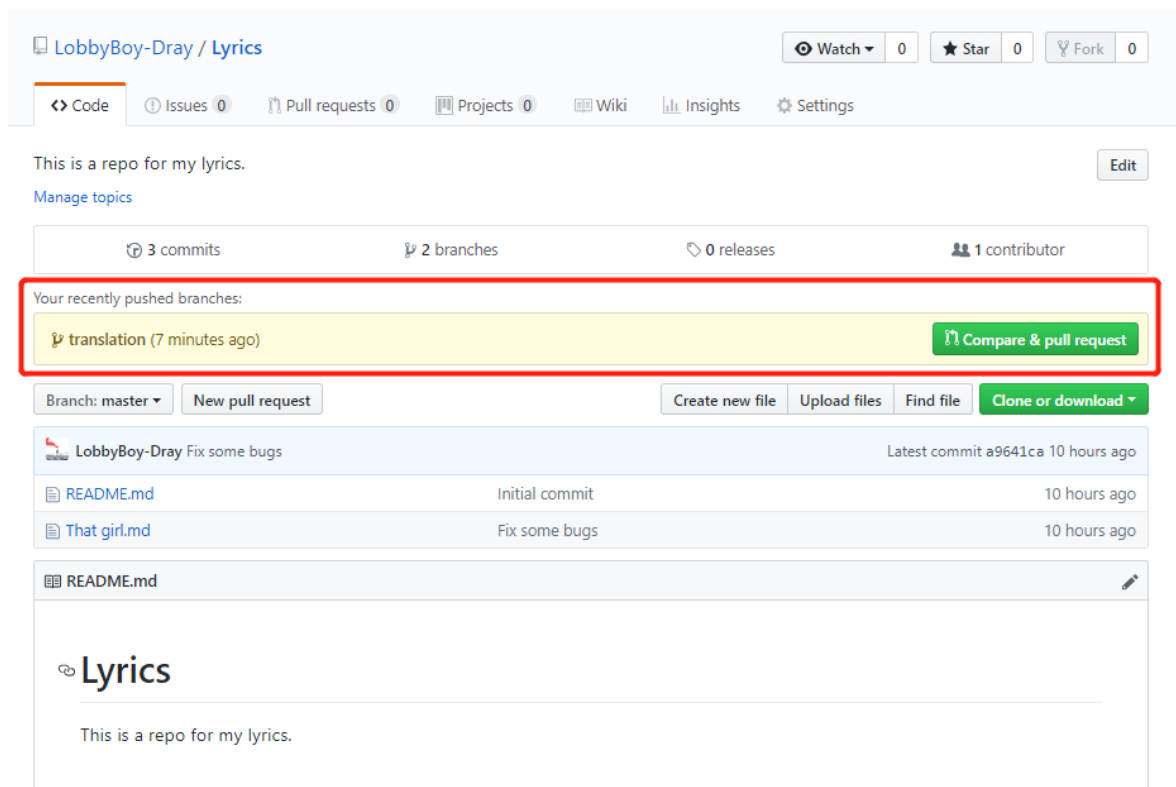 LobbyBoy-Dray / Lyrics
Watch 0 Star 0 Fork 0
Code Issues 0 Pull requests 0 Projects 0 Wiki Insights Settings
This is a repo for my lyrics.
Edit
Manage topics
3 commits 2 branches 0 releases 1 contributor
Your recently pushed branches:
translation (7 minutes ago) Compare & pull request
Branch: master New pull request Create new file Upload files Find file Clone or download
LobbyBoy-Dray Fix some bugs Latest commit a9641ca 10 hours ago
README.md Initial commit 10 hours ago
That girl.md Fix some bugs 10 hours ago
README.md
Lyrics
This is a repo for my lyrics.